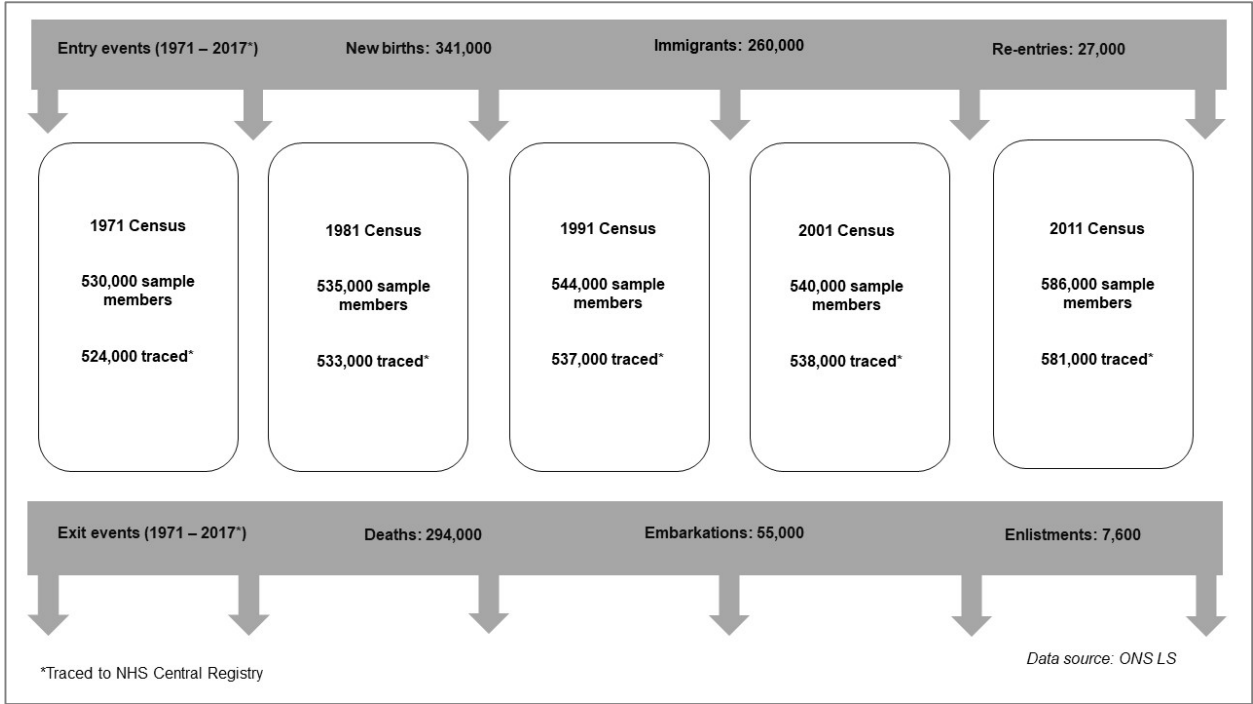 Entry events (1971 – 2017*)
New births: 341,000
Immigrants: 260,000
Re-entries: 27,000
1971 Census
530,000 sample
members
524,000 traced*
1981 Census
535,000 sample
members
533,000 traced*
1991 Census
544,000 sample
members
537,000 traced*
2001 Census
540,000 sample
members
538,000 traced*
2011 Census
586,000 sample
members
581,000 traced*
Exit events (1971 – 2017*)
Deaths: 294,000
Embarkations: 55,000
Enlistments: 7,600
*Traced to NHS Central Registry
Data source: ONS LS